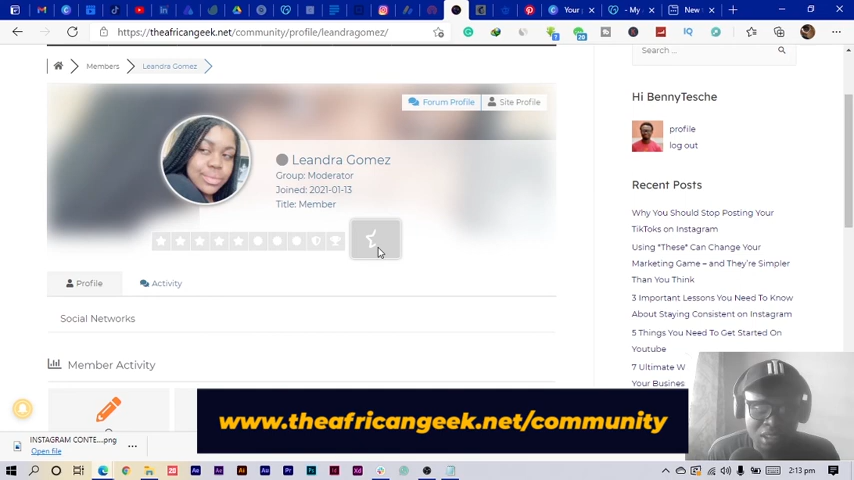 Your
- My
New
https://theafricangeek.net/community/profile/leandragomez/
Members
Leandra Gomez
Forum Profile
Site Profile
Leandra Gomez
Group: Moderator
Joined: 2021-01-13
Title: Member
Profile
Activity
Social Networks
Member Activity
Search ...
Hi BennyTesche
profile
log out
Recent Posts
Why You Should Stop Posting Your
TikToks on Instagram
Using "These" Can Change Your
Marketing Game – and They're Simpler
Than You Think
3 Important Lessons You Need To Know
About Staying Consistent on Instagram
5 Things You Need To Get Started On
Youtube
7 Ultimate W
Your Business
www.theafricangeek.net/community
INSTAGRAM CONTE....png
Open file
2:13 pm